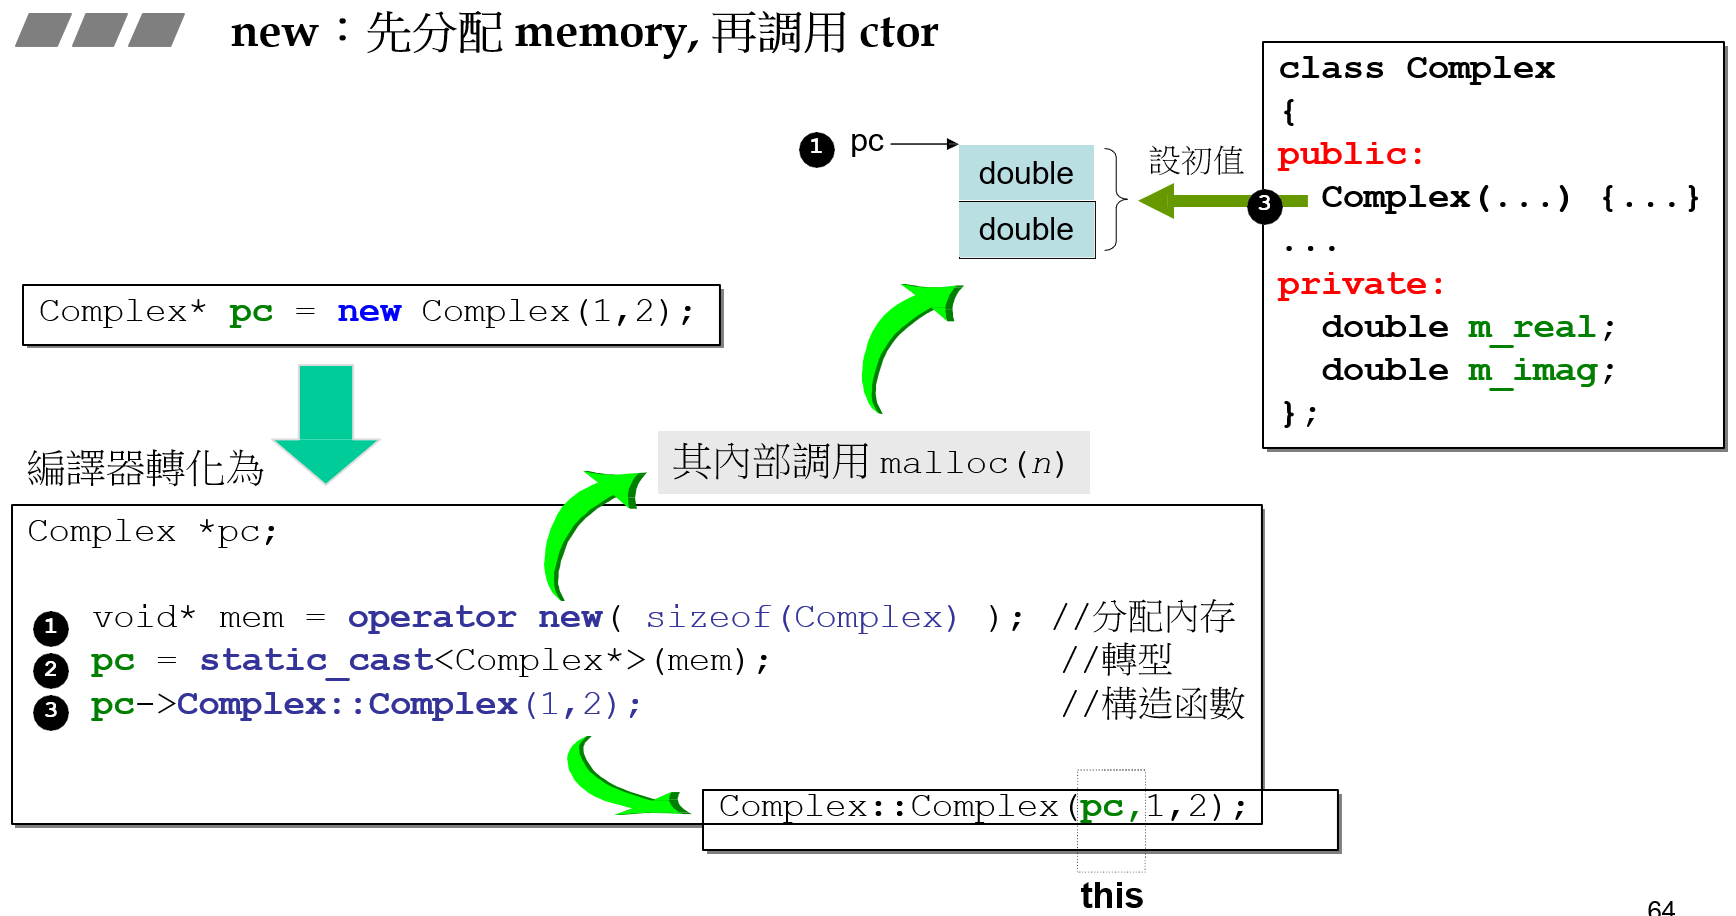 new：先分配 memory, 再調用 ctor
class Complex
{
public:
Complex(...) {...}
...
private:
double m_real;
double m_imag;
};
1 pc
double
double
設初值
3
Complex* pc = new Complex(1,2);
編譯器轉化為
其內部調用 malloc(n)
Complex *pc;
1 void* mem = operator new( sizeof(Complex) ); //分配內存
2 pc = static_cast<Complex*>(mem); //轉型
3 pc->Complex::Complex(1,2); //構造函數
Complex::Complex(pc,1,2);
this
64